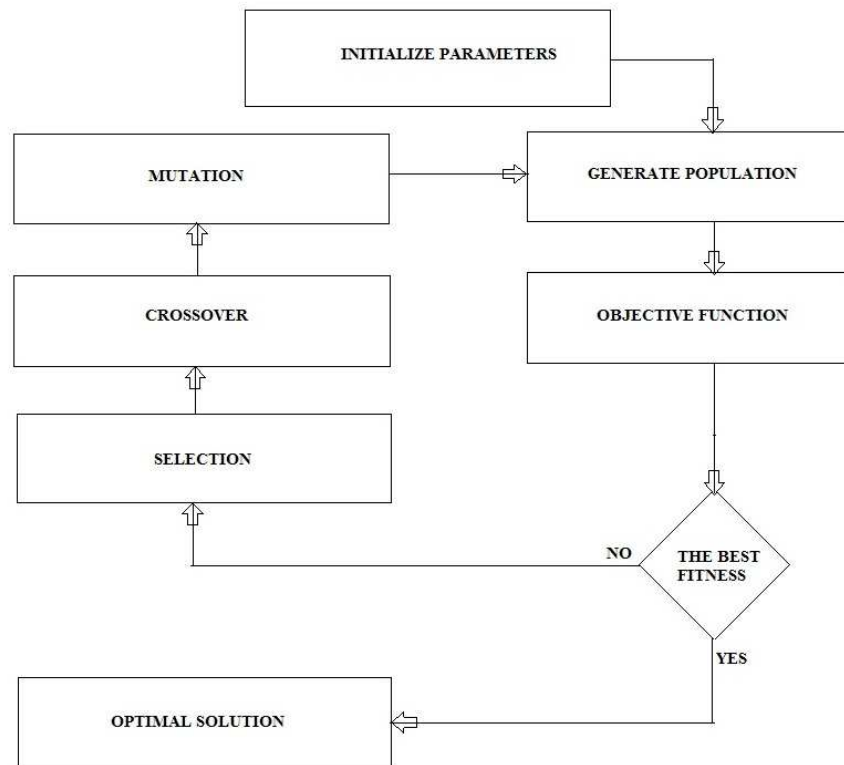 INITIALIZE PARAMETERS
MUTATION
GENERATE POPULATION
CROSSOVER
OBJECTIVE FUNCTION
SELECTION
NO
THE BEST
FITNESS
YES
OPTIMAL SOLUTION